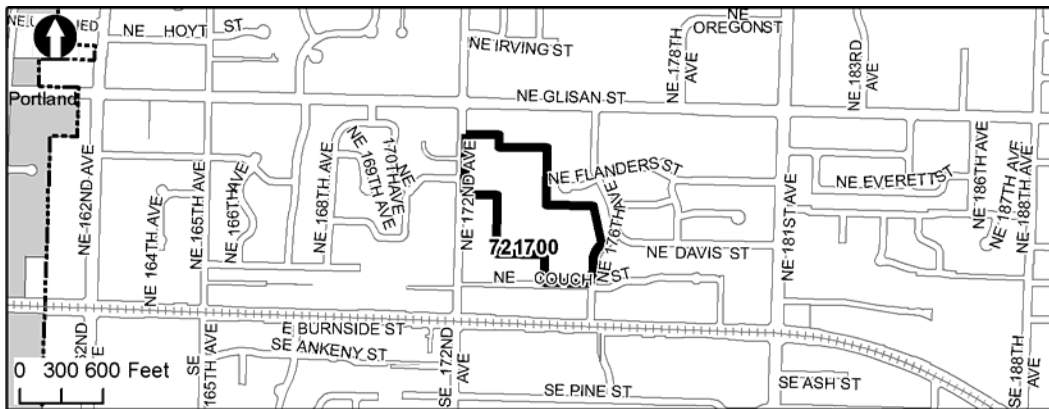 NE HOYT ST
NE IRVING ST
NE 178TH AVE
NE OREGON ST
NE 183RD AVE
Portland
NE GLISAN ST
NE 162ND AVE
NE 164TH AVE
NE 165TH AVE
NE 166TH AVE
NE 168TH AVE
NE 169TH AVE
NE 170TH AVE
NE 172ND AVE
NE FLANDERS ST
NE 176TH AVE
NE 181ST AVE
NE EVERETT ST
NE 186TH AVE
NE 187TH AVE
NE 188TH AVE
721700
NE DAVIS ST
NE COUCH ST
E BURNSIDE ST
SE ANKENY ST
SE 165TH AVE
SE 172ND AVE
SE PINE ST
SE ASH ST
SE 188TH AVE
0 300 600 Feet